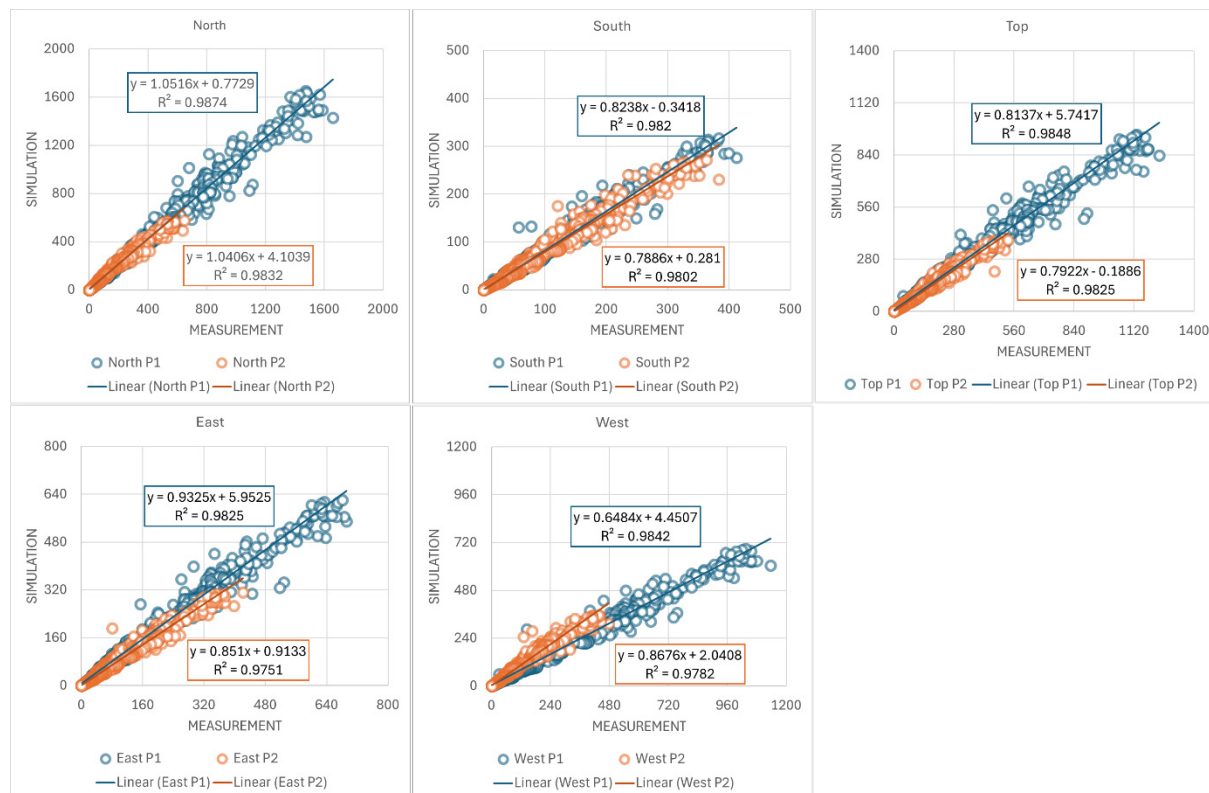 North
2000
1600
1200
800
400
0
SIMULATION
y = 1.0516x + 0.7729
R² = 0.9874
y = 1.0406x + 4.1039
R² = 0.9832
0 400 800 1200 1600 2000
MEASUREMENT
North P1 North P2
Linear (North P1) Linear (North P2)
South
500
400
300
200
100
0
SIMULATION
y = 0.8238x - 0.3418
R² = 0.982
y = 0.7886x + 0.281
R² = 0.9802
0 100 200 300 400 500
MEASUREMENT
South P1 South P2
Linear (South P1) Linear (South P2)
Top
1400
1120
840
560
280
0
SIMULATION
y = 0.8137x + 5.7417
R² = 0.9848
y = 0.7922x - 0.1886
R² = 0.9825
0 280 560 840 1120 1400
MEASUREMENT
Top P1 Top P2 Linear (Top P1) Linear (Top P2)
East
800
640
480
320
160
0
SIMULATION
y = 0.9325x + 5.9525
R² = 0.9825
y = 0.851x + 0.9133
R² = 0.9751
0 160 320 480 640 800
MEASUREMENT
East P1 East P2
Linear (East P1) Linear (East P2)
West
1200
960
720
480
240
0
SIMULATION
y = 0.6484x + 4.4507
R² = 0.9842
y = 0.8676x + 2.0408
R² = 0.9782
0 240 480 720 960 1200
MEASUREMENT
West P1 West P2
Linear (West P1) Linear (West P2)